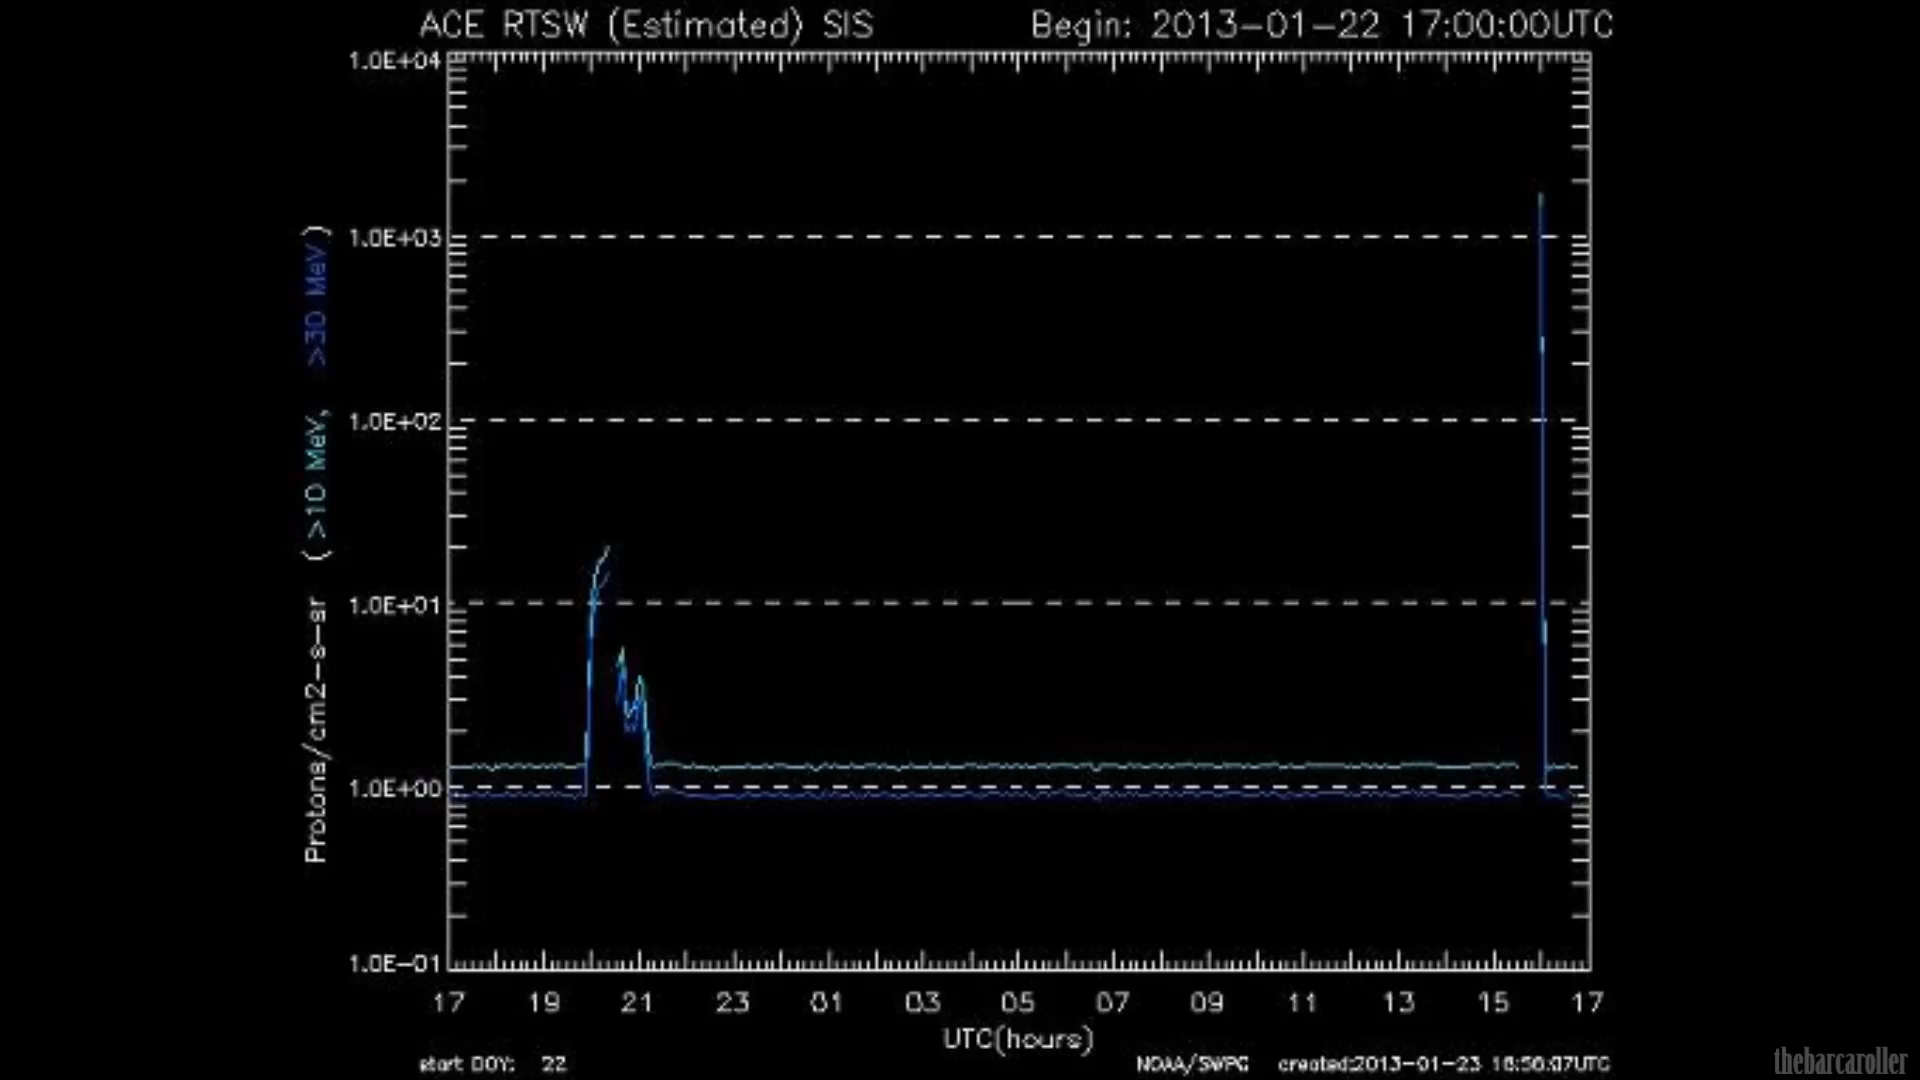 ACE RTSW (Estimated) SIS Begin: 2013-01-22 17:00:00UTC
1.0E+04
1.0E+03
1.0E+02
1.0E+01
1.0E+00
1.0E-01
Protons/cm2-s-sr (>10 MeV, >30 MeV)
17 19 21 23 01 03 05 07 09 11 13 15 17
UTC(hours)
start DOY: 22 NOAA/SWPC created:2013-01-23 16:56:07UTC
thebarcaroller